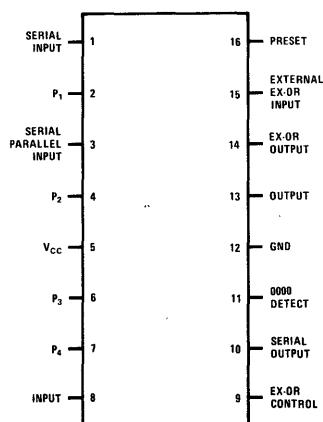 SERIAL
INPUT 1
P1 2
SERIAL
PARALLEL 3
INPUT
P2 4
VCC 5
P3 6
P4 7
INPUT 8
16 PRESET
EXTERNAL
15 EX-OR
INPUT
14 EX-OR
OUTPUT
13 OUTPUT
12 GND
11 0000
DETECT
10 SERIAL
OUTPUT
9 EX-OR
CONTROL